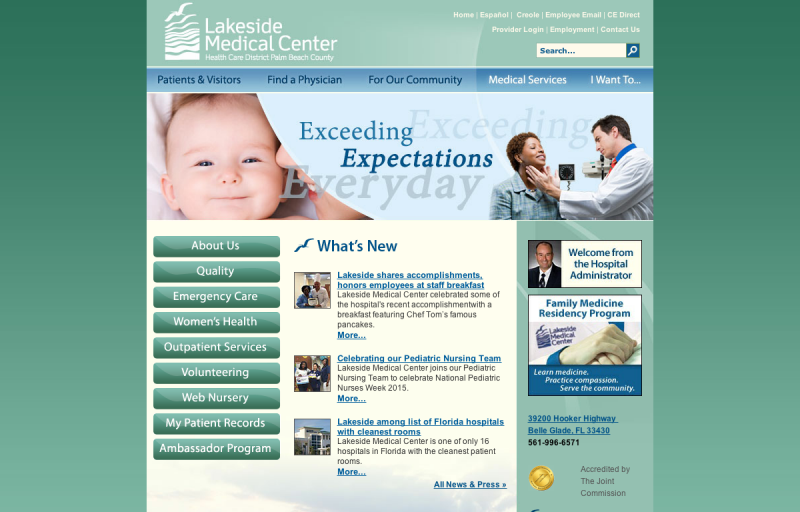 Home | Español | Creole | Employee Email | CE Direct
Provider Login | Employment | Contact Us
Lakeside
Medical Center
Health Care District Palm Beach County
Search...
Patients & Visitors Find a Physician For Our Community Medical Services I Want To...
Exceeding Exceeding
Expectations
Everyday
About Us
Quality
Emergency Care
Women's Health
Outpatient Services
Volunteering
Web Nursery
My Patient Records
Ambassador Program
What's New
Lakeside shares accomplishments,
honors employees at staff breakfast
Lakeside Medical Center celebrated some of
the hospital's recent accomplishmentwith a
breakfast featuring Chef Tom's famous
pancakes.
More...
Celebrating our Pediatric Nursing Team
Lakeside Medical Center joins our Pediatric
Nursing Team to celebrate National Pediatric
Nurses Week 2015.
More...
Lakeside among list of Florida hospitals
with cleanest rooms
Lakeside Medical Center is one of only 16
hospitals in Florida with the cleanest patient
rooms.
More...
All News & Press »
Welcome from
the Hospital
Administrator
Family Medicine
Residency Program
Lakeside
Medical Center
Learn medicine.
Practice compassion.
Serve the community.
39200 Hooker Highway
Belle Glade, FL 33430
561-996-6571
Accredited by
The Joint
Commission